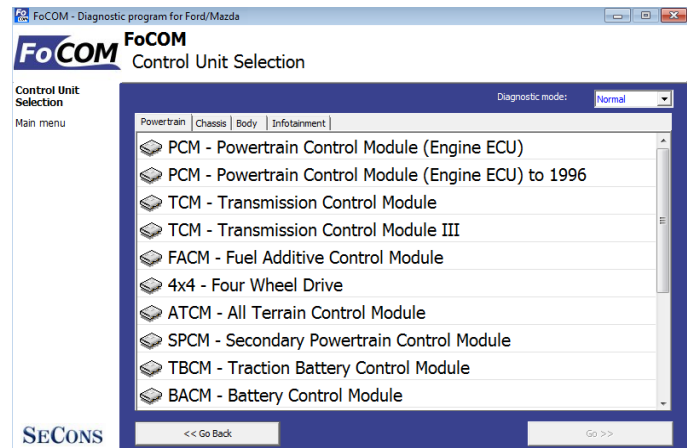 FoCOM - Diagnostic program for Ford/Mazda
FoCOM
FoCOM
Control Unit Selection
Control Unit
Selection
Main menu
Diagnostic mode:
Normal
Powertrain
Chassis
Body
Infotainment
PCM - Powertrain Control Module (Engine ECU)
PCM - Powertrain Control Module (Engine ECU) to 1996
TCM - Transmission Control Module
TCM - Transmission Control Module III
FACM - Fuel Additive Control Module
4x4 - Four Wheel Drive
ATCM - All Terrain Control Module
SPCM - Secondary Powertrain Control Module
TBCM - Traction Battery Control Module
BACM - Battery Control Module
SECONS
<< Go Back
Go >>